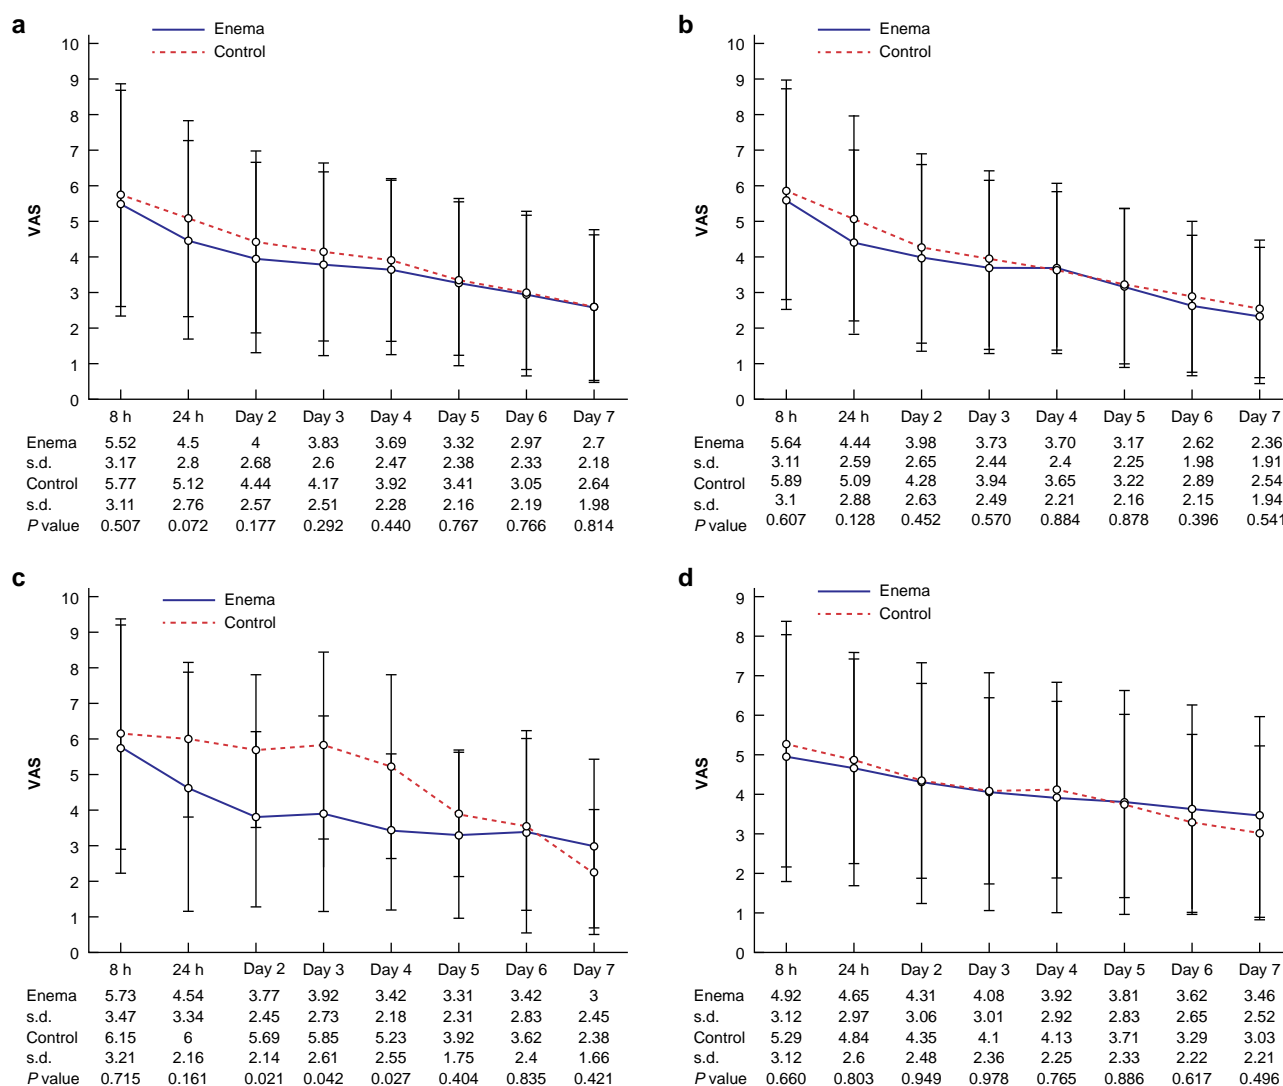 a
Enema
Control
10
9
8
7
6
5
4
3
2
1
0
VAS
8 h 24 h Day 2 Day 3 Day 4 Day 5 Day 6 Day 7
Enema 5.52 4.5 4 3.83 3.69 3.32 2.97 2.7
s.d. 3.17 2.8 2.68 2.6 2.47 2.38 2.33 2.18
Control 5.77 5.12 4.44 4.17 3.92 3.41 3.05 2.64
s.d. 3.11 2.76 2.57 2.51 2.28 2.16 2.19 1.98
P value 0.507 0.072 0.177 0.292 0.440 0.767 0.766 0.814
b
Enema
Control
10
9
8
7
6
5
4
3
2
1
0
VAS
8 h 24 h Day 2 Day 3 Day 4 Day 5 Day 6 Day 7
5.64 4.44 3.98 3.73 3.70 3.17 2.62 2.36
3.11 2.59 2.65 2.44 2.4 2.25 1.98 1.91
5.89 5.09 4.28 3.94 3.65 3.22 2.89 2.54
3.1 2.88 2.63 2.49 2.21 2.16 2.15 1.94
0.607 0.128 0.452 0.570 0.884 0.878 0.396 0.541
c
Enema
Control
10
9
8
7
6
5
4
3
2
1
0
VAS
8 h 24 h Day 2 Day 3 Day 4 Day 5 Day 6 Day 7
Enema 5.73 4.54 3.77 3.92 3.42 3.31 3.42 3
s.d. 3.47 3.34 2.45 2.73 2.18 2.31 2.83 2.45
Control 6.15 6 5.69 5.85 5.23 3.92 3.62 2.38
s.d. 3.21 2.16 2.14 2.61 2.55 1.75 2.4 1.66
P value 0.715 0.161 0.021 0.042 0.027 0.404 0.835 0.421
d
Enema
Control
9
8
7
6
5
4
3
2
1
0
VAS
8 h 24 h Day 2 Day 3 Day 4 Day 5 Day 6 Day 7
4.92 4.65 4.31 4.08 3.92 3.81 3.62 3.46
3.12 2.97 3.06 3.01 2.92 2.83 2.65 2.52
5.29 4.84 4.35 4.1 4.13 3.71 3.29 3.03
3.12 2.6 2.48 2.36 2.25 2.33 2.22 2.21
0.660 0.803 0.949 0.978 0.765 0.886 0.617 0.496